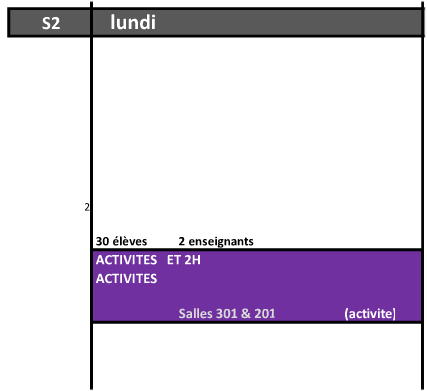 S2 lundi
2
30 élèves 2 enseignants
ACTIVITES ET 2H
ACTIVITES
Salles 301 & 201 (activite)